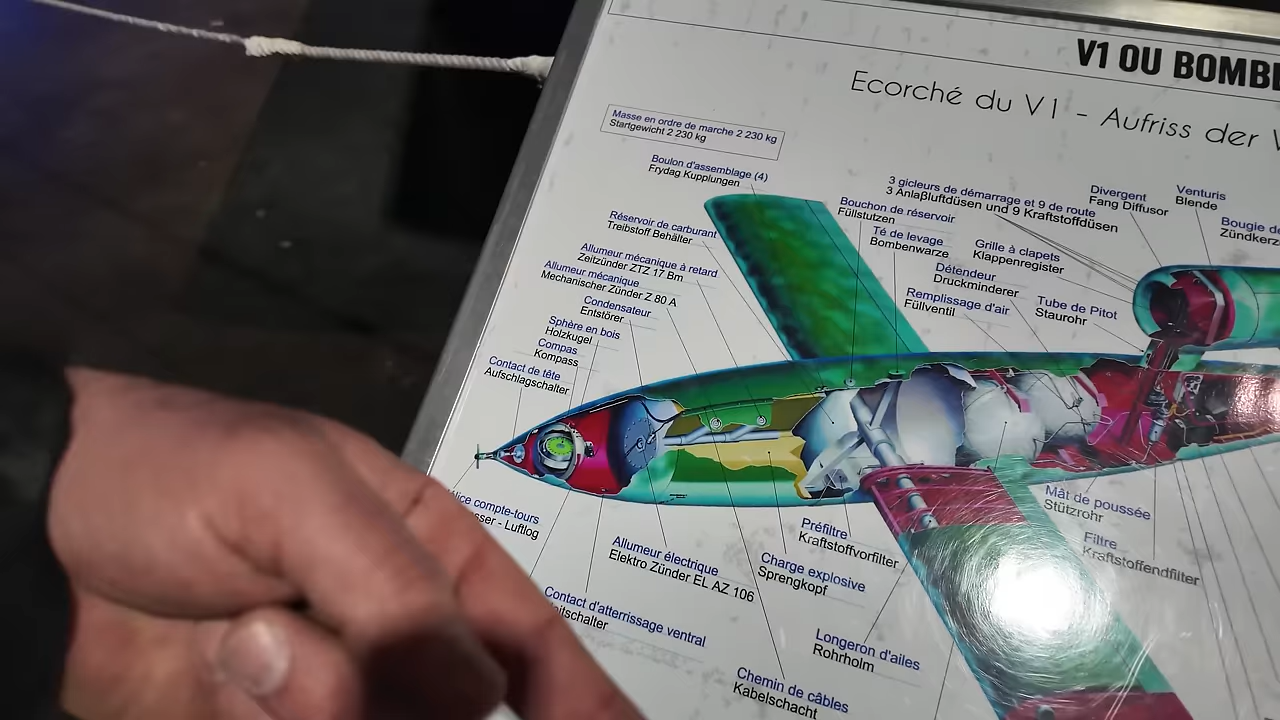 V1 OU
Ecorché du V1 - Aufriss der
Masse en ordre de marche 2 230 kg
Startgewicht 2 230 kg
Boulon d'assemblage (4)
Frydag Kupplungen
3 gicleurs de démarrage et 9 de route
3 Anlaßluftdüsen und 9 Kraftstoffdüsen
Divergent
Fang Diffusor
Venturis
Blende
Bougie
Réservoir de carburant
Treibstoff Behälter
Bouchon de réservoir
Füllstutzen
Té de levage
Bombenwarze
Grille à clapets
Klappenregister
Allumeur mécanique à retard
Zeitzünder ZTZ 17 Bm
Détendeur
Druckminderer
Allumeur mécanique
Mechanischer Zünder Z 80 A
Remplissage d'air
Füllventil
Tube de Pitot
Staurohr
Condensateur
Entstörer
Sphère en bois
Holzkugel
Compas
Kompass
Contact de tête
Aufschlagschalter
compte-tours
- Luftlog
Mât de poussée
Stützrohr
Préfiltre
Kraftstoffvorfilter
Filtre
Kraftstoffendfilter
Allumeur électrique
Elektro Zünder EL AZ 106
Charge explosive
Sprengkopf
Contact d'atterrissage ventral
Longeron d'ailes
Rohrholm
Chemin de câbles
Kabelschacht